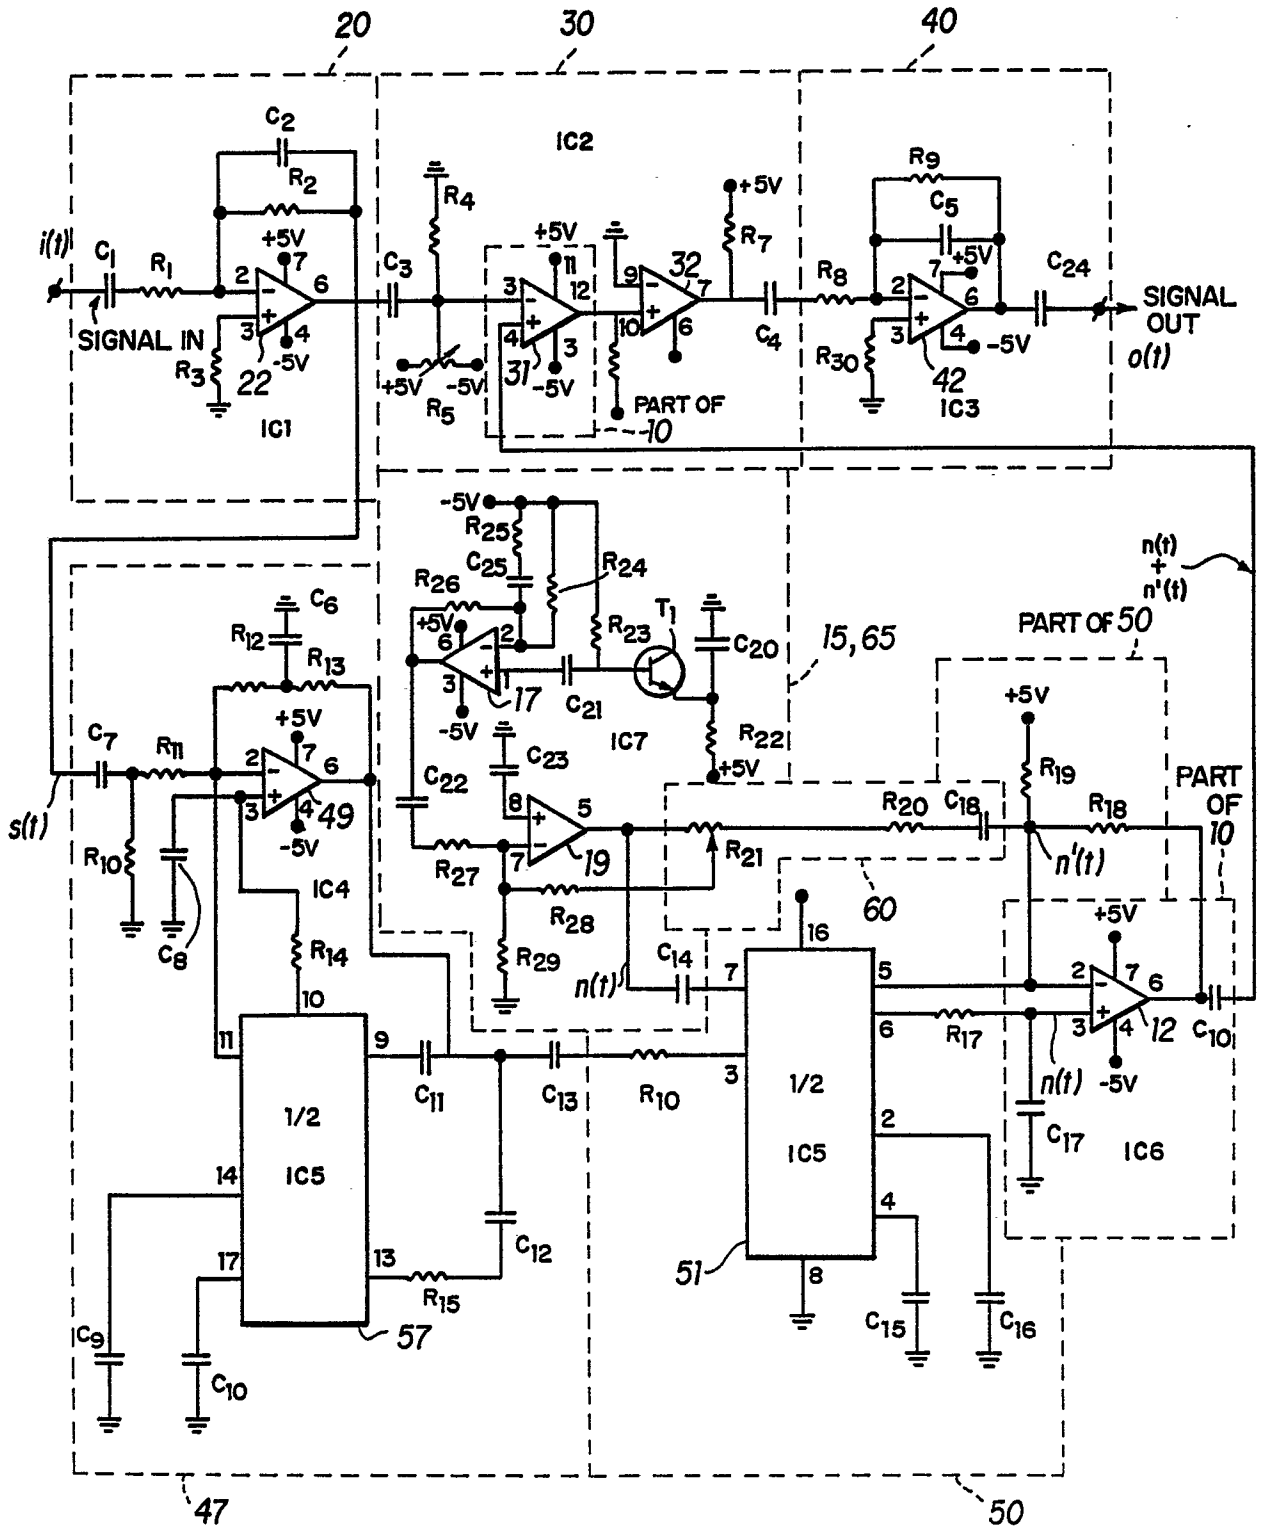 20
30
40
C2
R2
+5V
7
i(t)
C1
R1
2
-
6
+
3
4
-5V
SIGNAL IN
R3
22
IC1
IC2
R4
C3
+5V
11
3
-
12
+
4
3
-5V
31
+5V
-5V
R5
PART OF
10
9
-
32
7
10
+
6
+5V
R7
C4
R9
C5
7
+5V
R8
2
-
6
+
3
4
-5V
R30
42
IC3
C24
SIGNAL
OUT
o(t)
n(t)
+
n'(t)
-5V
R25
C25
R24
R26
+5V
6
2
-
+
1
3
-5V
17
R23
C21
T1
C20
IC7
R22
+5V
15,65
C6
R12
R13
+5V
C7
R11
2
-
7
6
+
3
4
-5V
49
s(t)
R10
C8
IC4
R14
C22
C23
8
+
5
7
-
19
R27
R28
R29
n(t)
C14
R21
R20
C18
60
PART OF 50
+5V
R19
R18
n'(t)
PART
OF
10
+5V
2
-
7
6
+
3
4
-5V
12
C10
R17
n(t)
C17
IC6
10
11
9
1/2
IC5
14
17
13
57
C11
C13
R10
C12
R15
C9
C10
16
7
5
6
3
1/2
IC5
2
4
8
51
C15
C16
47
50